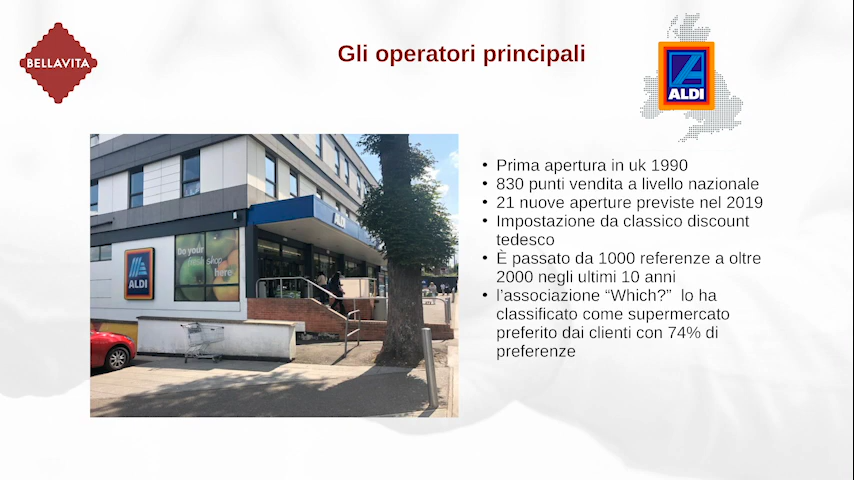 BELLAVITA
Gli operatori principali
ALDI
ALDI
Do your
fresh shop
here
ALDI
• Prima apertura in uk 1990
• 830 punti vendita a livello nazionale
• 21 nuove aperture previste nel 2019
• Impostazione da classico discount
tedesco
• È passato da 1000 referenze a oltre
2000 negli ultimi 10 anni
• l’associazione “Which?”  lo ha
classificato come supermercato
preferito dai clienti con 74% di
preferenze